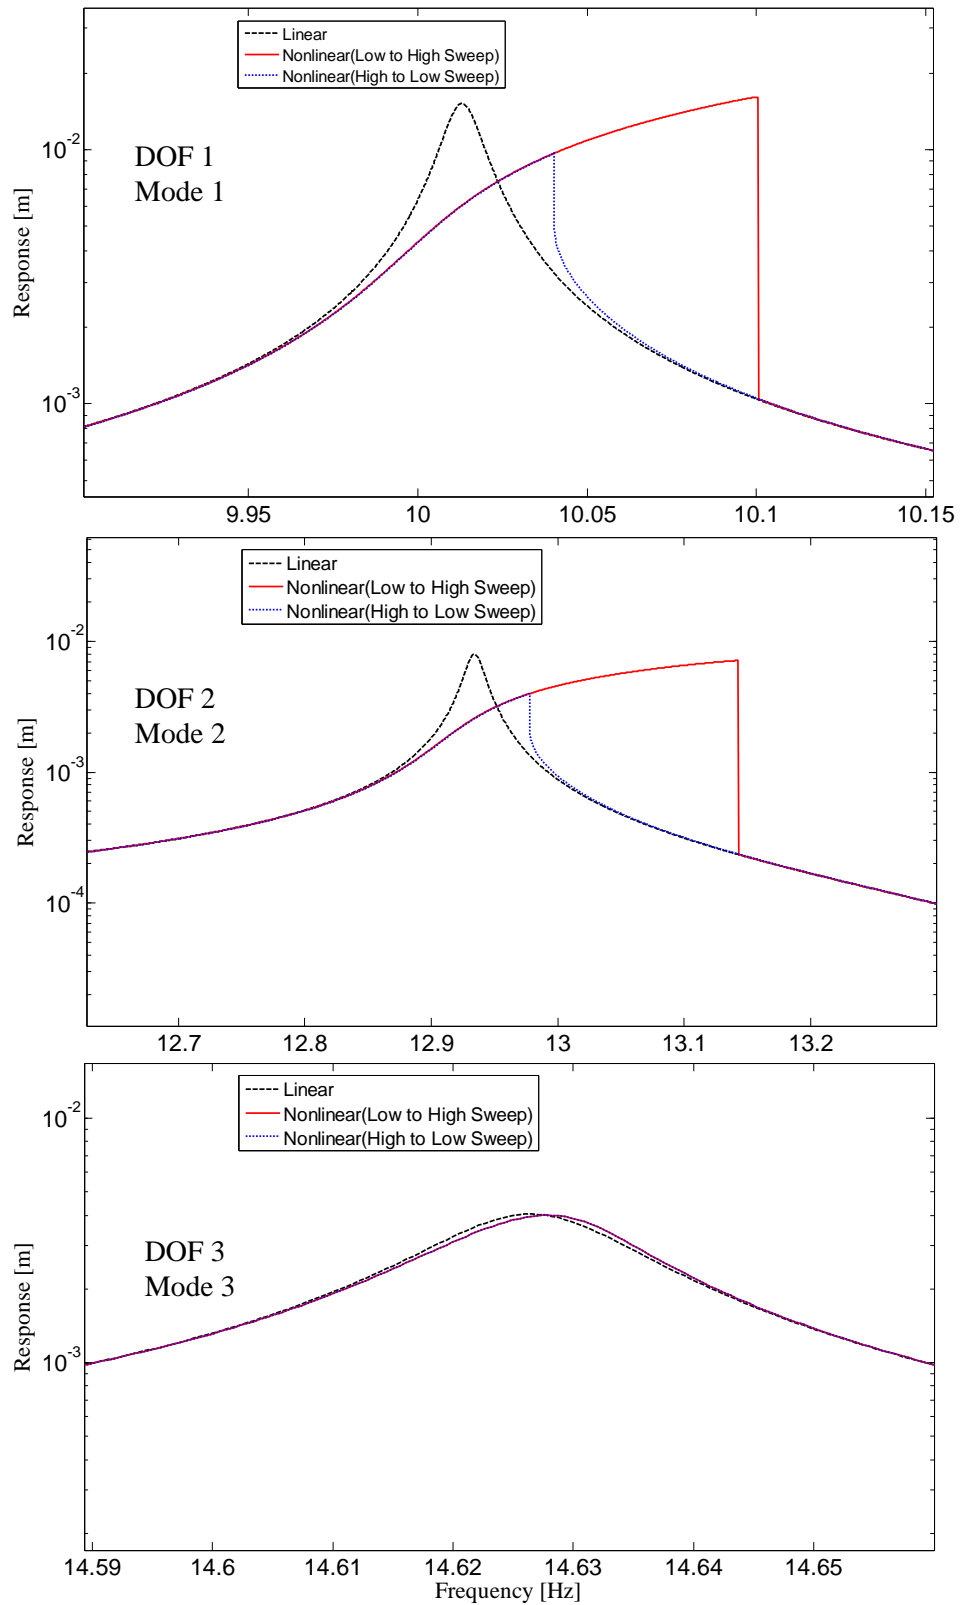 Linear
Nonlinear(Low to High Sweep)
Nonlinear(High to Low Sweep)
10-2
10-3
Response [m]
DOF 1
Mode 1
9.95 10 10.05 10.1 10.15
Linear
Nonlinear(Low to High Sweep)
Nonlinear(High to Low Sweep)
10-2
10-3
10-4
Response [m]
DOF 2
Mode 2
12.7 12.8 12.9 13 13.1 13.2
Linear
Nonlinear(Low to High Sweep)
Nonlinear(High to Low Sweep)
10-2
10-3
Response [m]
DOF 3
Mode 3
14.59 14.6 14.61 14.62 14.63 14.64 14.65
Frequency [Hz]